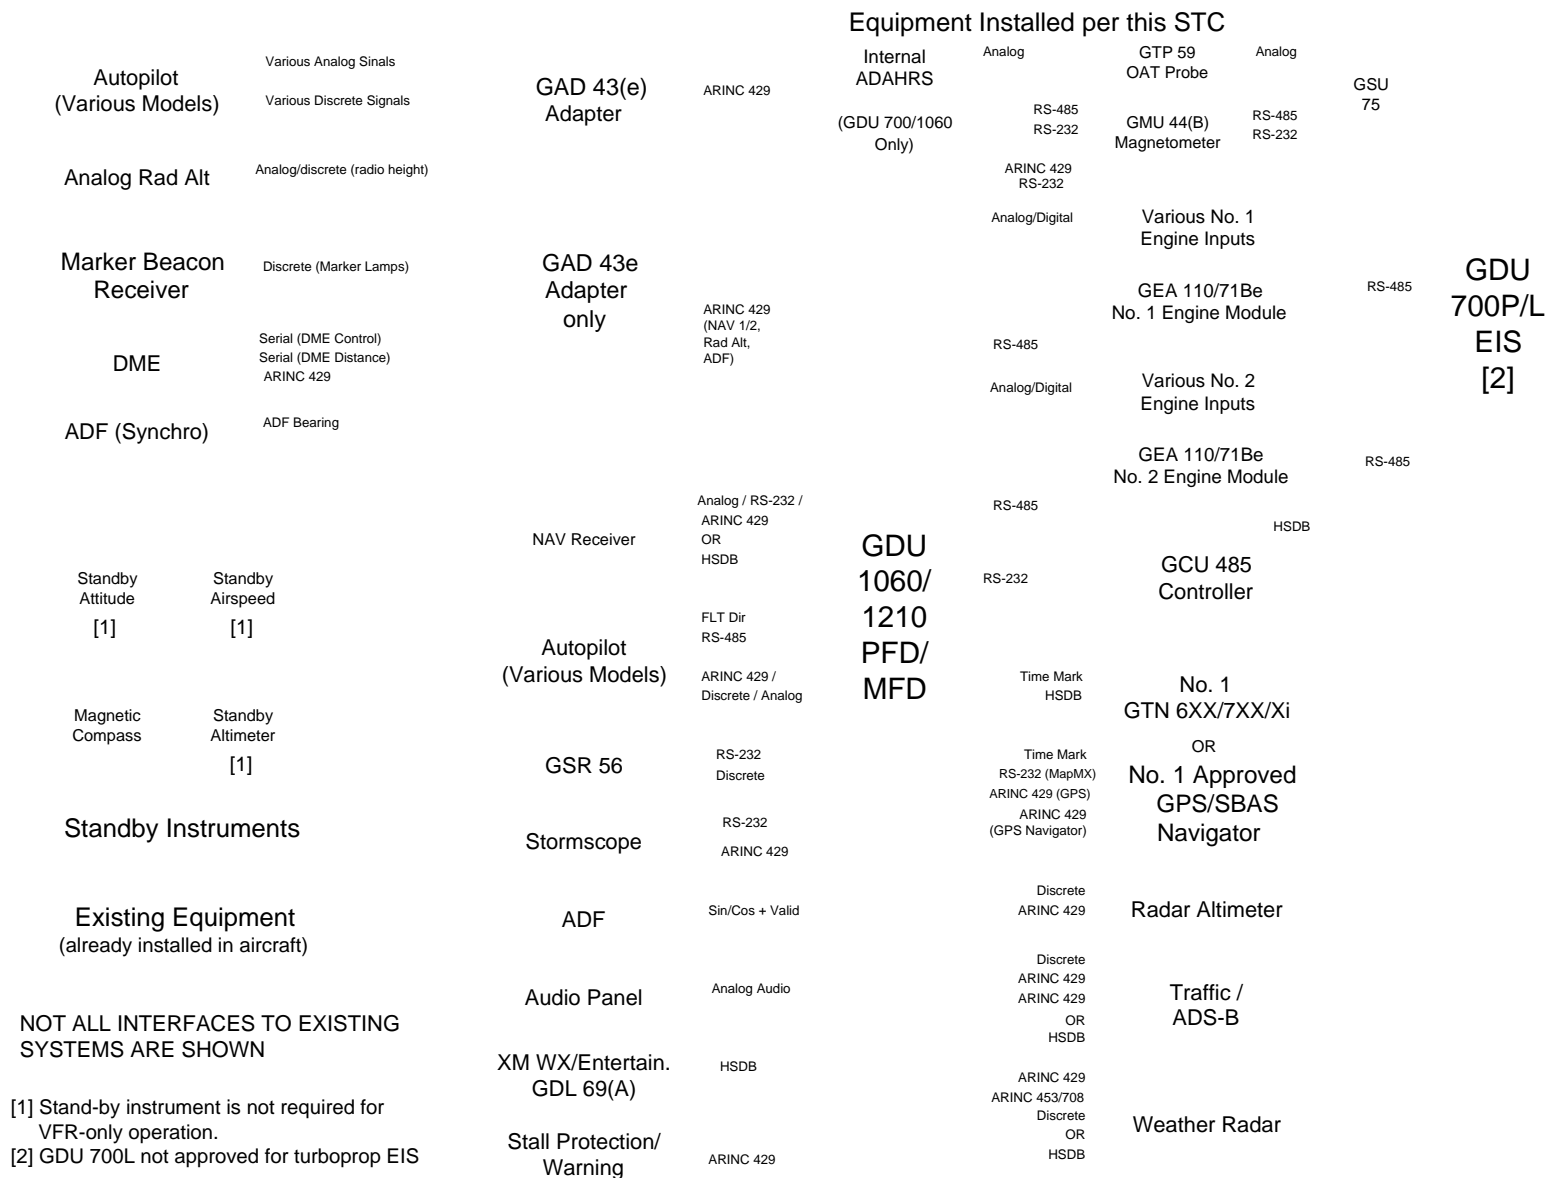 Equipment Installed per this STC
Autopilot
(Various Models)
Various Analog Sinals
Various Discrete Signals
GAD 43(e)
Adapter
ARINC 429
Analog Rad Alt
Analog/discrete (radio height)
Marker Beacon
Receiver
Discrete (Marker Lamps)
GAD 43e
Adapter
only
ARINC 429
(NAV 1/2,
Rad Alt,
ADF)
DME
Serial (DME Control)
Serial (DME Distance)
ARINC 429
ADF (Synchro)
ADF Bearing
Standby
Attitude
[1]
Standby
Airspeed
[1]
Magnetic
Compass
Standby
Altimeter
[1]
Standby Instruments
Existing Equipment
(already installed in aircraft)
NOT ALL INTERFACES TO EXISTING
SYSTEMS ARE SHOWN
[1] Stand-by instrument is not required for
VFR-only operation.
[2] GDU 700L not approved for turboprop EIS
NAV Receiver
Analog / RS-232 /
ARINC 429
OR
HSDB
Autopilot
(Various Models)
FLT Dir
RS-485
ARINC 429 /
Discrete / Analog
GSR 56
RS-232
Discrete
Stormscope
RS-232
ARINC 429
ADF
Sin/Cos + Valid
Audio Panel
Analog Audio
XM WX/Entertain.
GDL 69(A)
HSDB
Stall Protection/
Warning
ARINC 429
Internal
ADAHRS
(GDU 700/1060
Only)
GDU
1060/
1210
PFD/
MFD
Analog
GTP 59
OAT Probe
Analog
RS-485
RS-232
GMU 44(B)
Magnetometer
RS-485
RS-232
GSU
75
ARINC 429
RS-232
Analog/Digital
Various No. 1
Engine Inputs
GEA 110/71Be
No. 1 Engine Module
RS-485
RS-485
Analog/Digital
Various No. 2
Engine Inputs
GEA 110/71Be
No. 2 Engine Module
RS-485
RS-485
HSDB
GDU
700P/L
EIS
[2]
RS-232
GCU 485
Controller
Time Mark
HSDB
No. 1
GTN 6XX/7XX/Xi
OR
Time Mark
RS-232 (MapMX)
ARINC 429 (GPS)
ARINC 429
(GPS Navigator)
No. 1 Approved
GPS/SBAS
Navigator
Discrete
ARINC 429
Radar Altimeter
Discrete
ARINC 429
ARINC 429
OR
HSDB
Traffic /
ADS-B
ARINC 429
ARINC 453/708
Discrete
OR
HSDB
Weather Radar